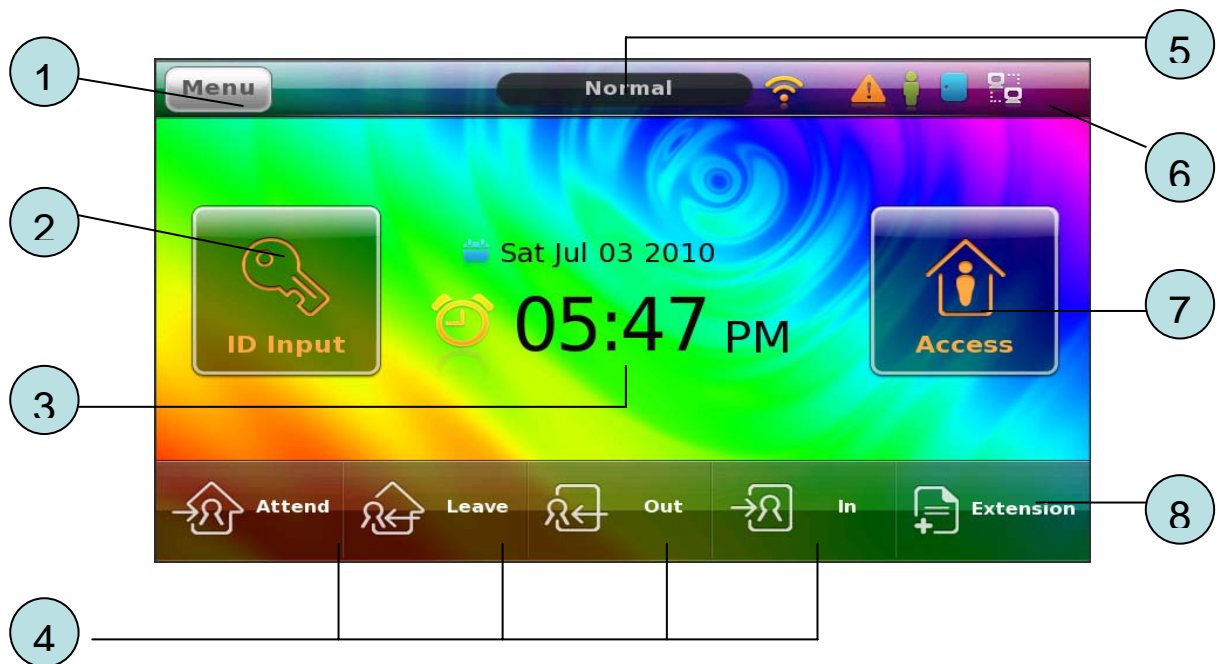 5
1
Menu
Normal
6
2
Sat Jul 03 2010
7
ID Input
05:47 PM
Access
3
Attend
Leave
Out
In
Extension
8
4